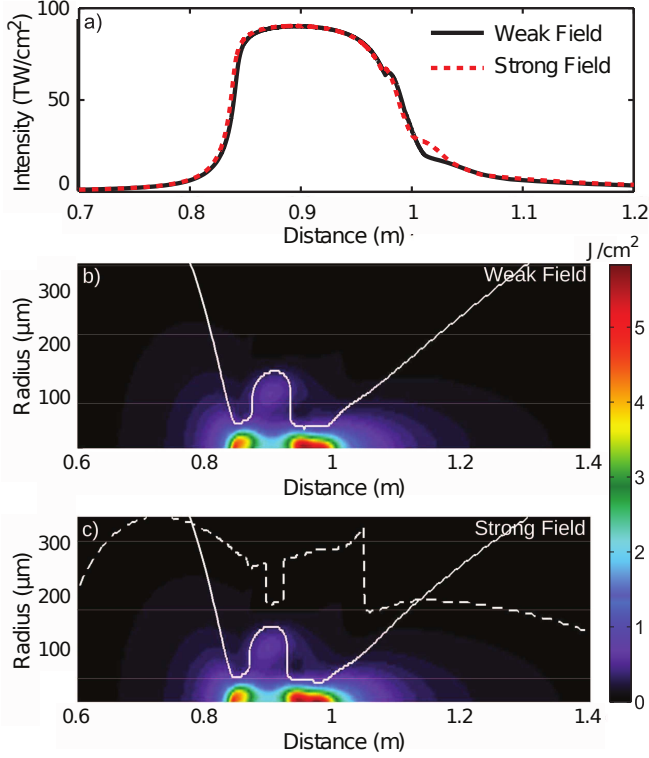 100
a)
Weak Field
Strong Field
50
0
Intensity (TW/cm²)
0.7 0.8 0.9 1 1.1 1.2
Distance (m)
J/cm²
b)
Weak Field
300
200
100
Radius (μm)
0.6 0.8 1 1.2 1.4
Distance (m)
c)
Strong Field
300
200
100
Radius (μm)
0.6 0.8 1 1.2 1.4
Distance (m)
5
4
3
2
1
0